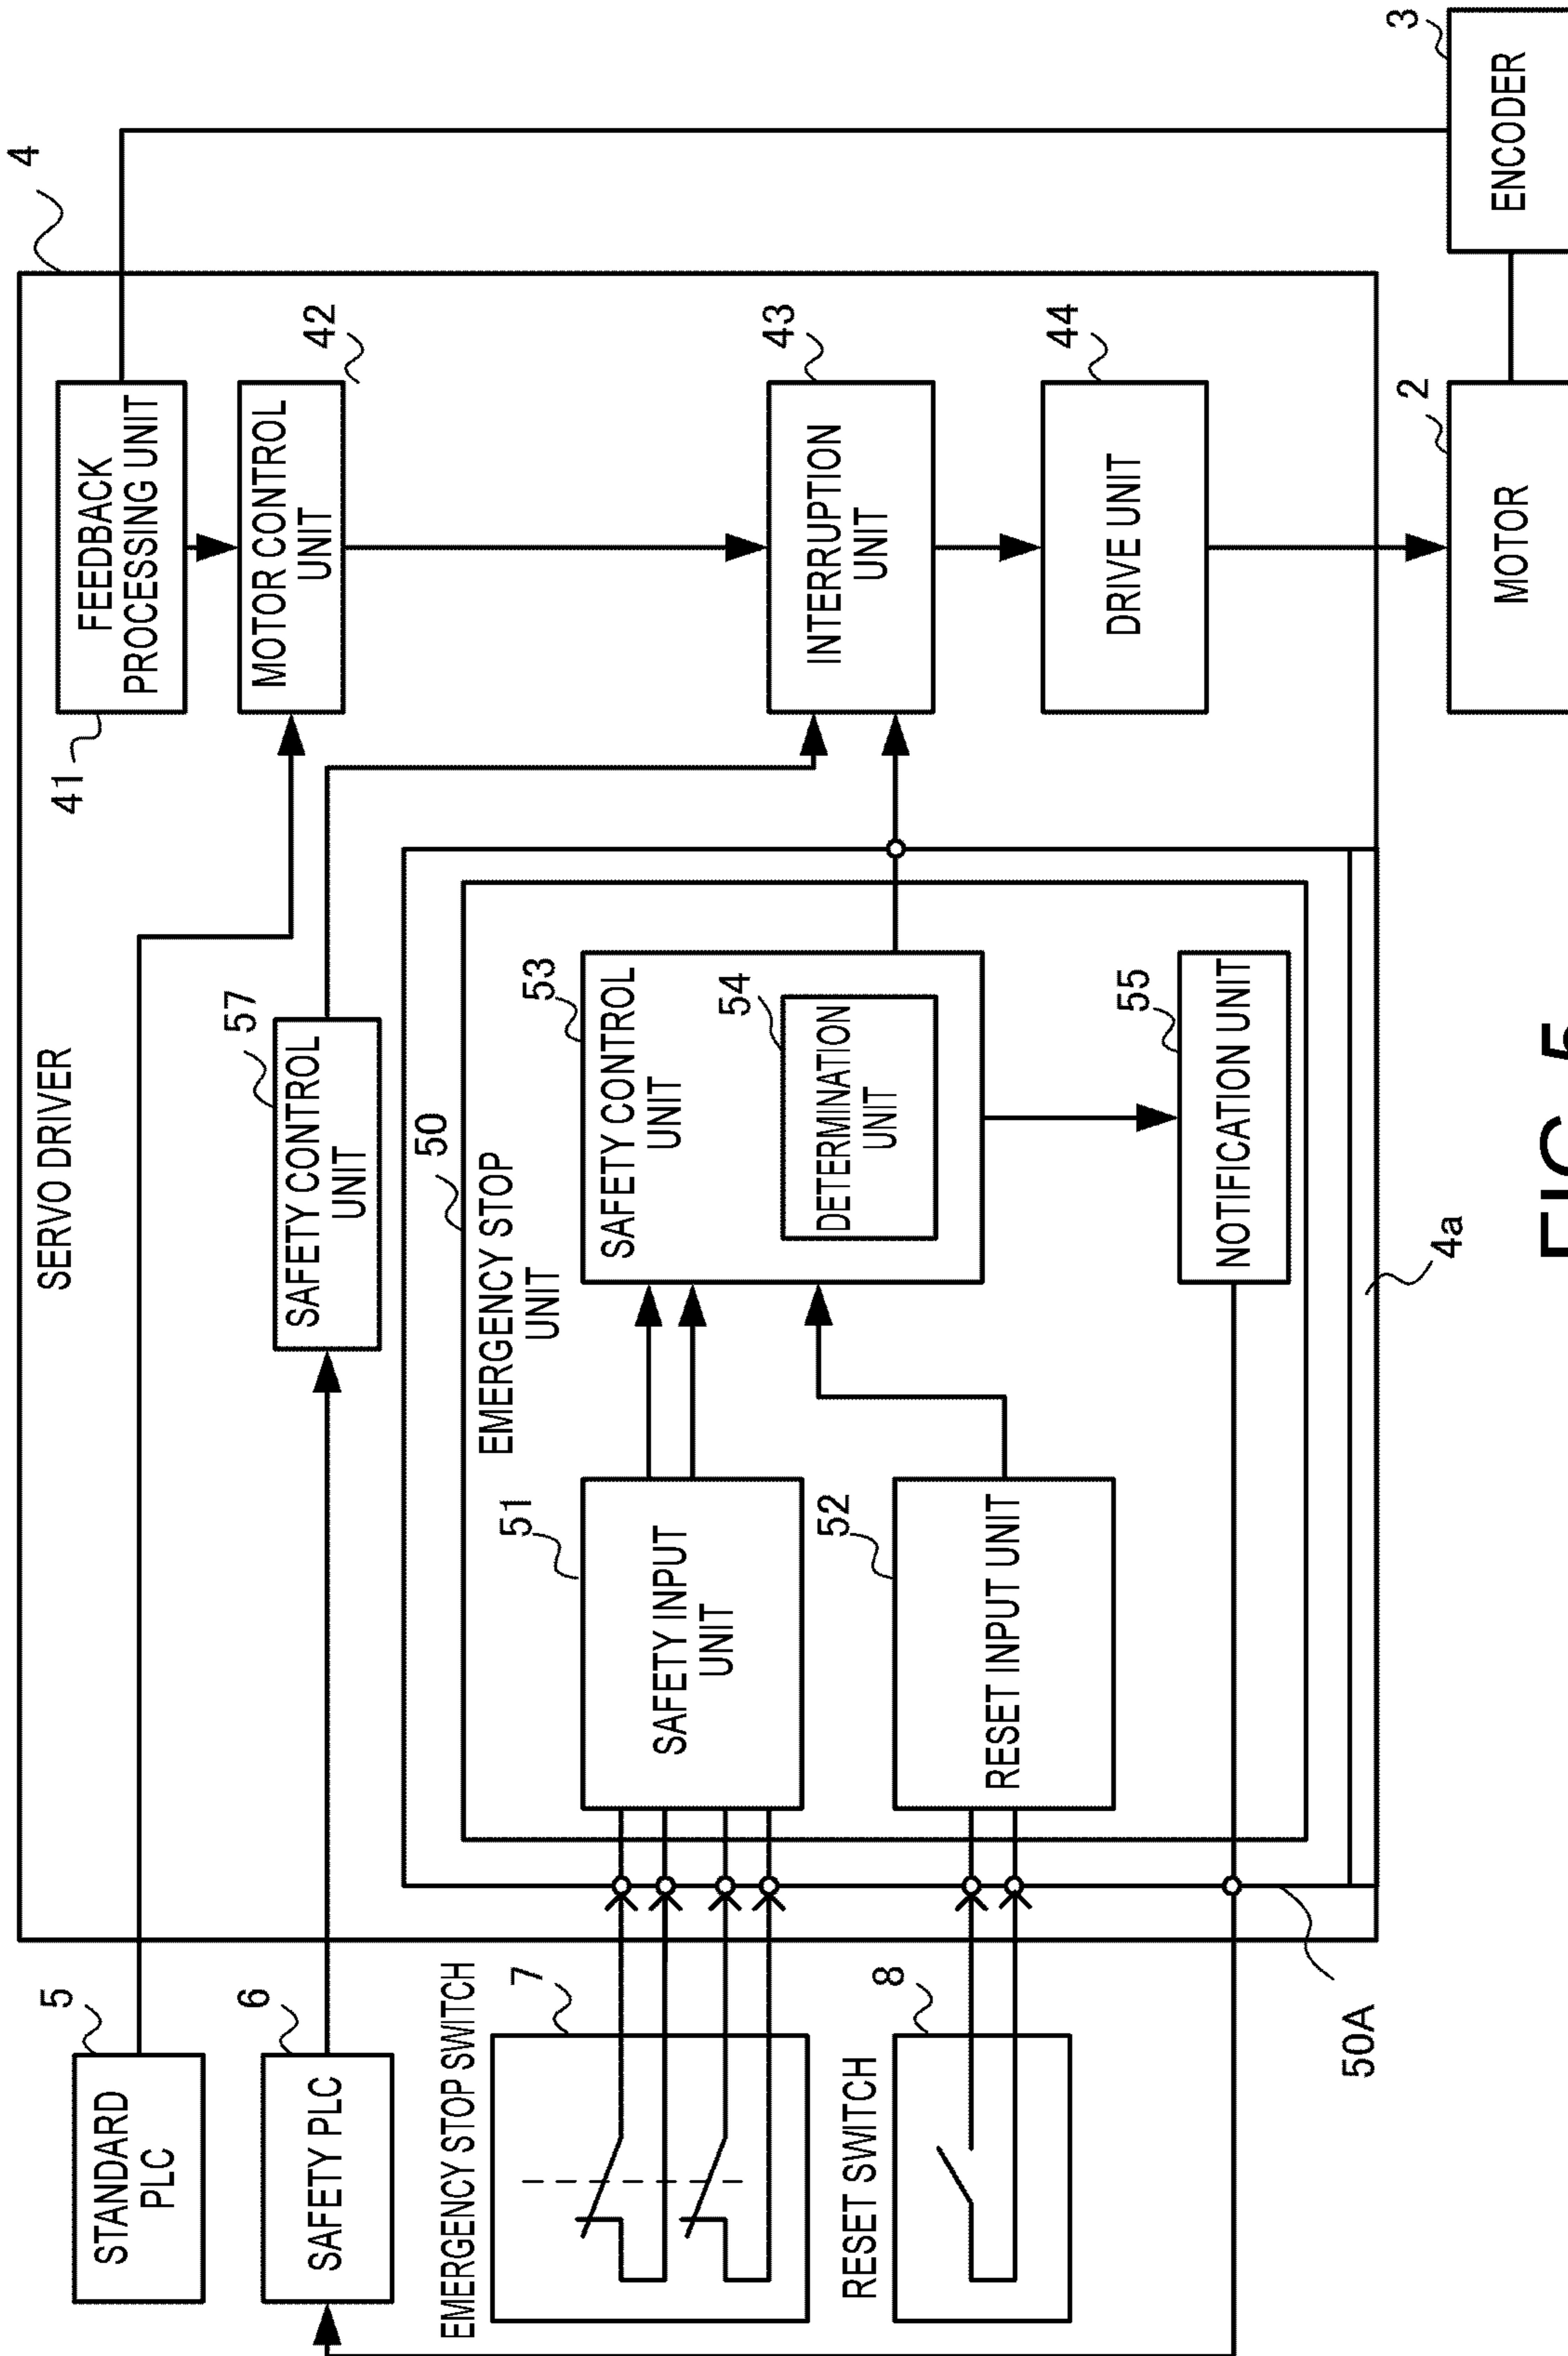 4
SERVO DRIVER
5
STANDARD
PLC
41
FEEDBACK
PROCESSING UNIT
42
MOTOR CONTROL
UNIT
6
SAFETY PLC
57
SAFETY CONTROL
UNIT
50
EMERGENCY STOP
UNIT
EMERGENCY STOP SWITCH
7
51
SAFETY INPUT
UNIT
53
SAFETY CONTROL
UNIT
54
DETERMINATION
UNIT
43
INTERRUPTION
UNIT
RESET SWITCH
8
52
RESET INPUT UNIT
55
NOTIFICATION UNIT
44
DRIVE UNIT
50A
4a
2
MOTOR
3
ENCODER
FIG. 5